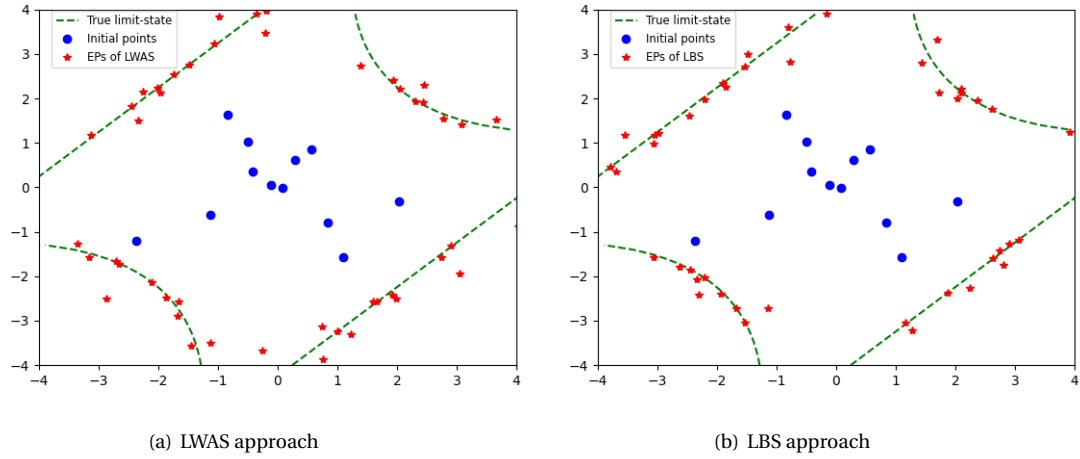 True limit-state
Initial points
EPs of LWAS
4
3
2
1
0
−1
−2
−3
−4
−4 −3 −2 −1 0 1 2 3 4
(a) LWAS approach
True limit-state
Initial points
EPs of LBS
4
3
2
1
0
−1
−2
−3
−4
−4 −3 −2 −1 0 1 2 3 4
(b) LBS approach